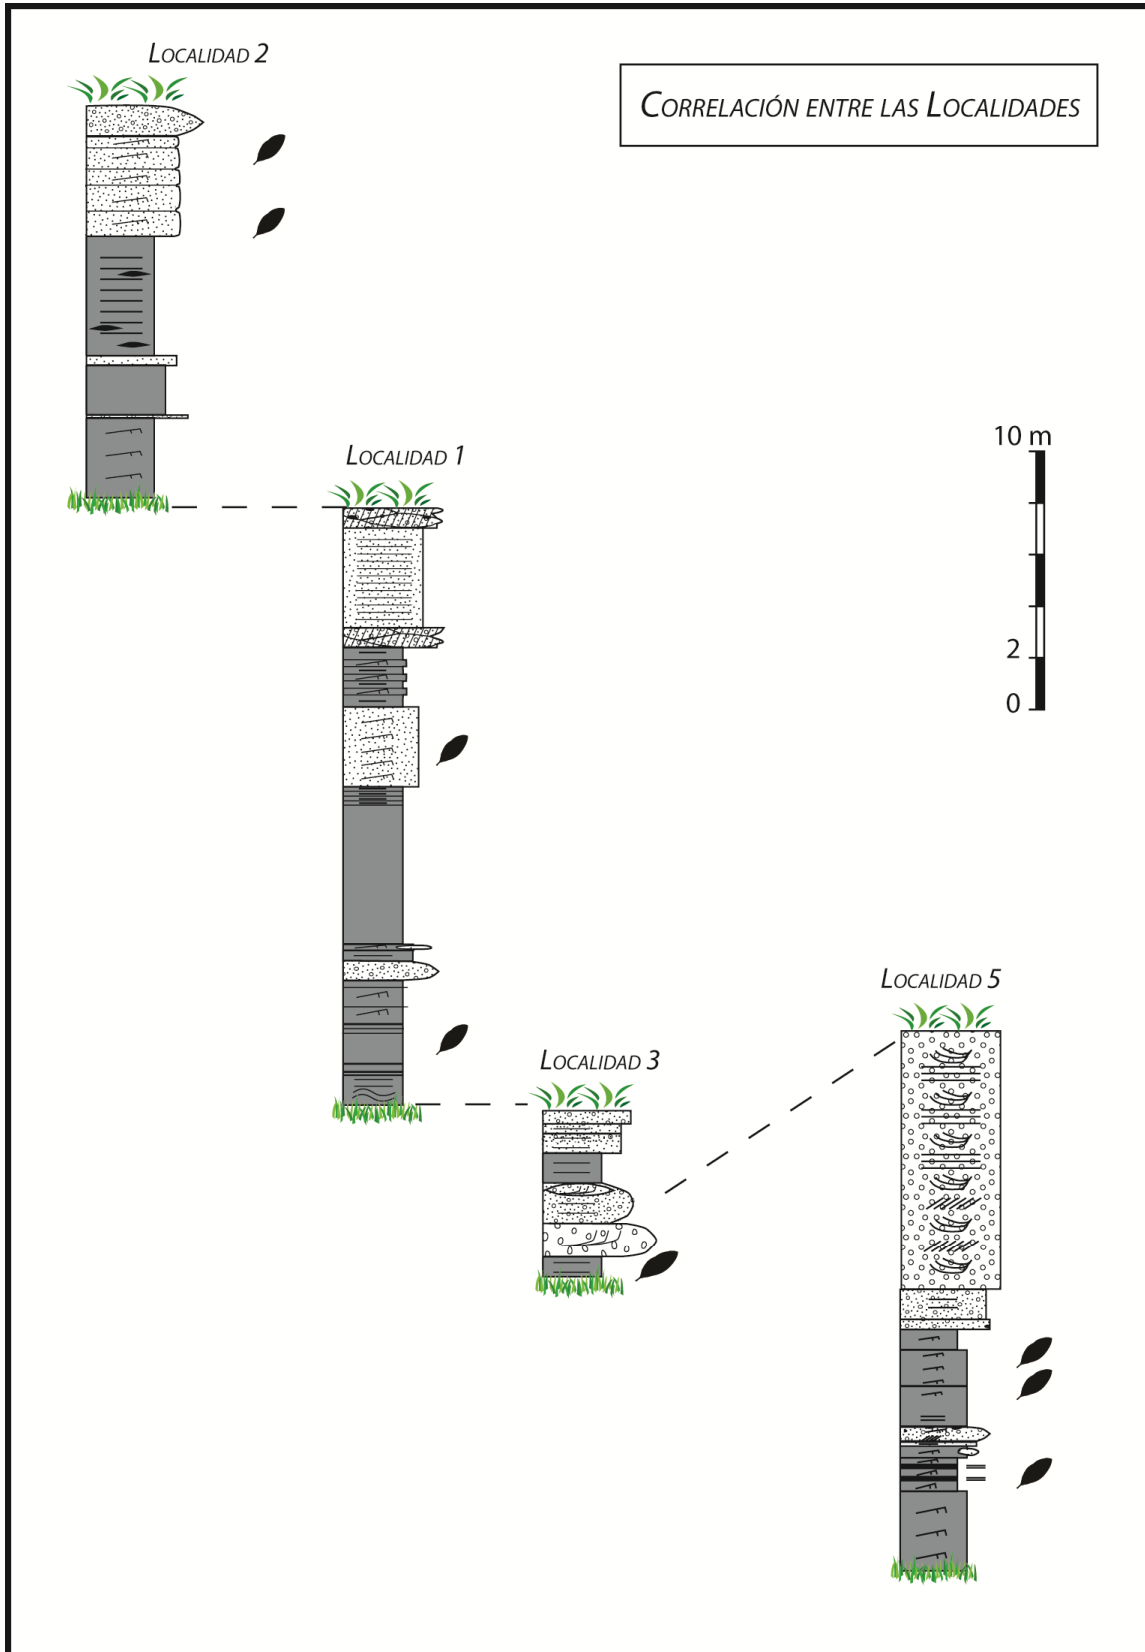 Localidad 2
Correlación entre las Localidades
10 m
Localidad 1
2
0
Localidad 5
Localidad 3